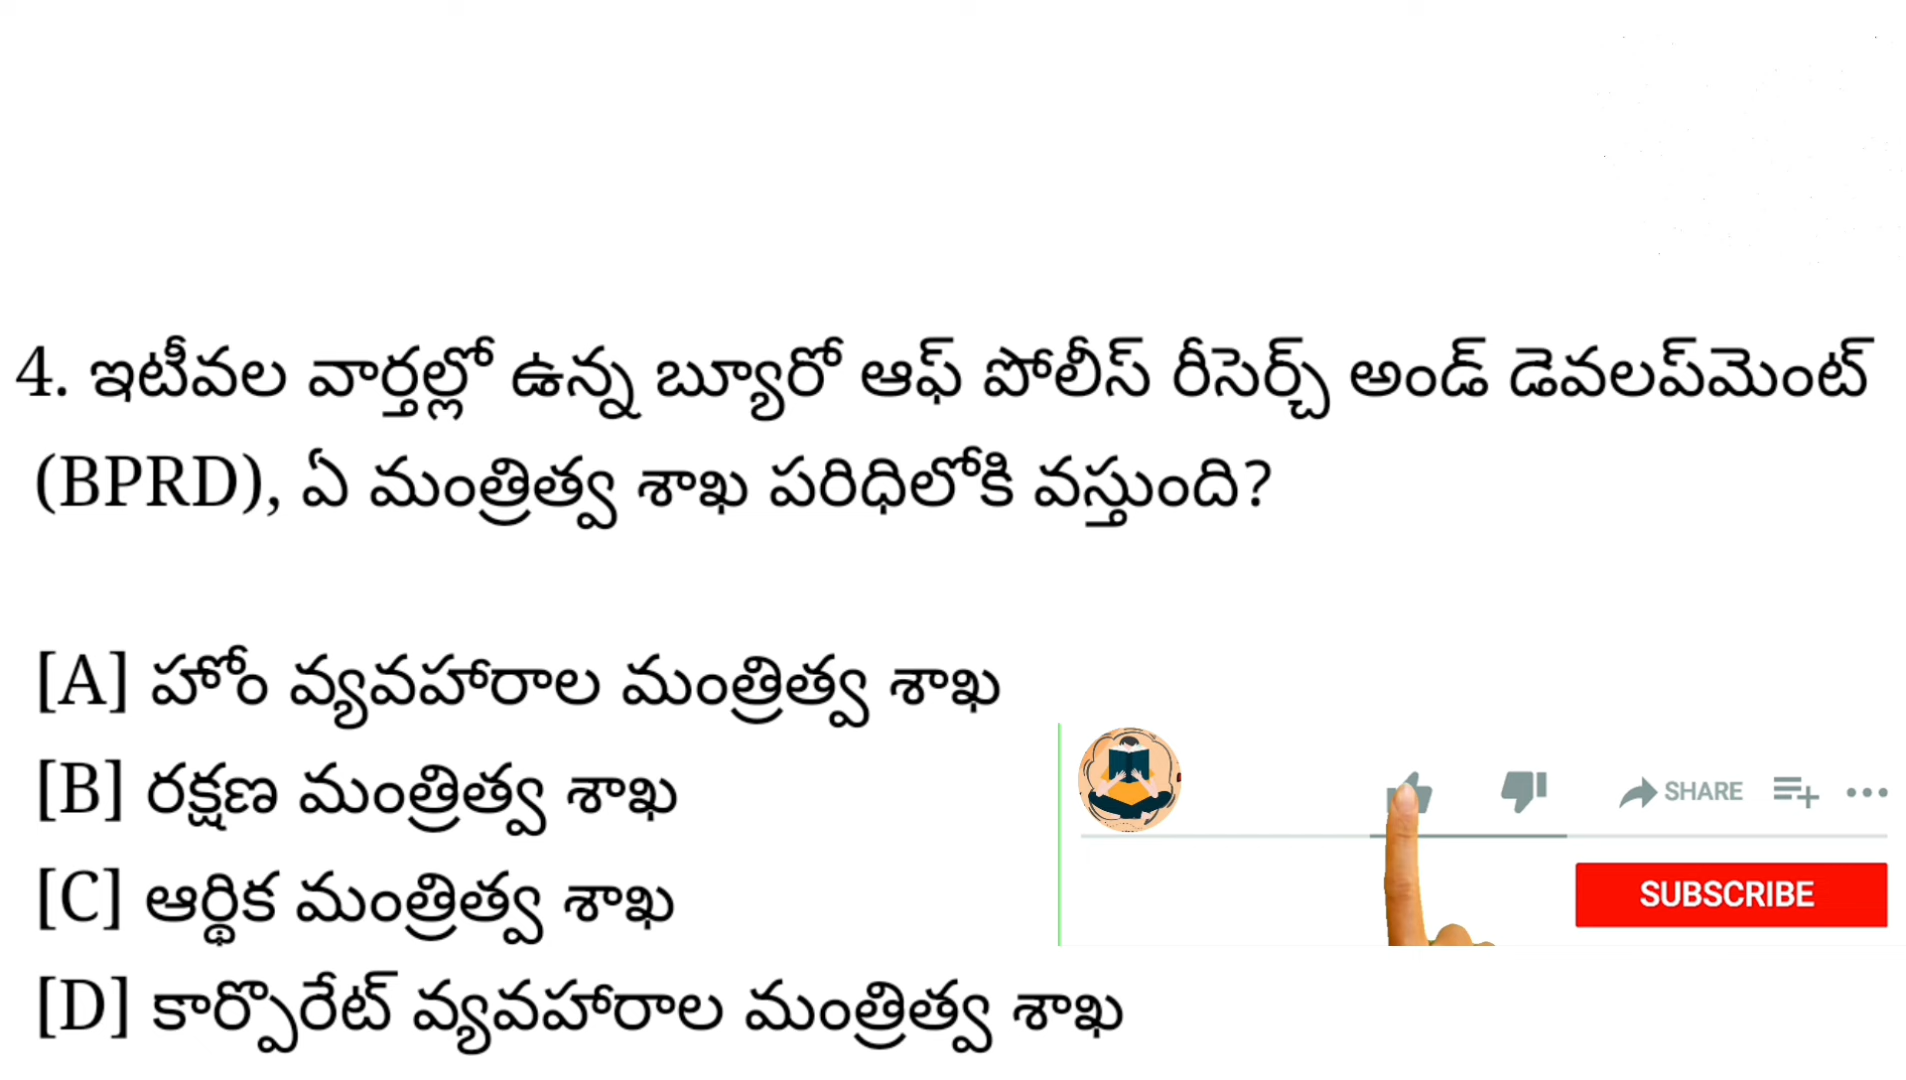 4. ఇటీవల వార్తల్లో ఉన్న బ్యూరో ఆఫ్ పోలీస్ రీసెర్చ్ అండ్ డెవలప్‌మెంట్
(BPRD), ఏ మంత్రిత్వ శాఖ పరిధిలోకి వస్తుంది?
[A] హోం వ్యవహారాల మంత్రిత్వ శాఖ
[B] రక్షణ మంత్రిత్వ శాఖ
[C] ఆర్థిక మంత్రిత్వ శాఖ
[D] కార్పొరేట్ వ్యవహారాల మంత్రిత్వ శాఖ
SHARE
SUBSCRIBE